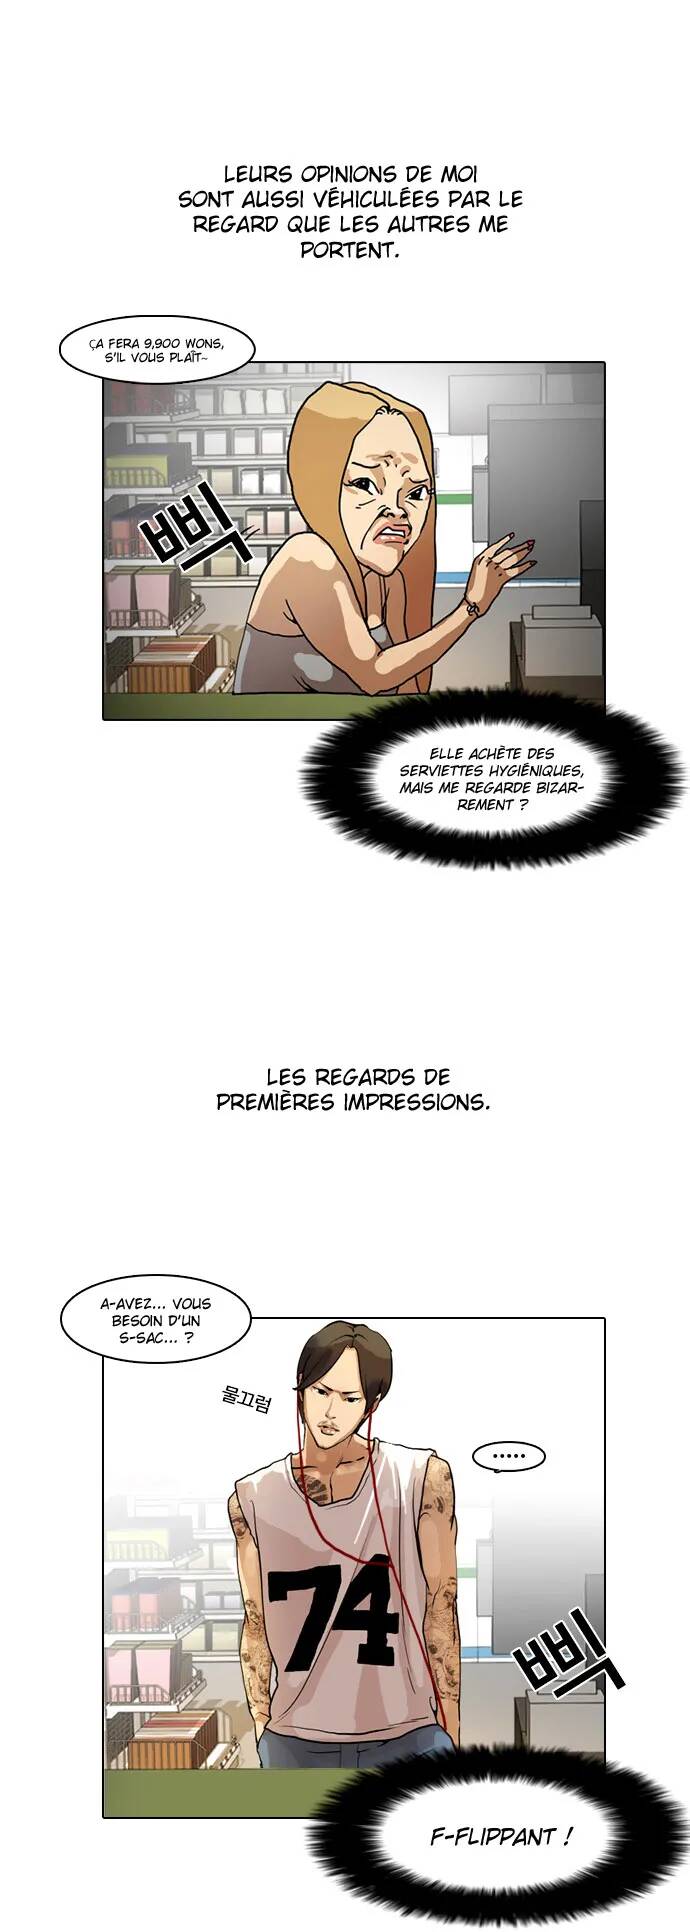 LEURS OPINIONS DE MOI
SONT AUSSI VÉHICULÉES PAR LE
REGARD QUE LES AUTRES ME
PORTENT.
ÇA FERA 9,900 WONS,
S'IL VOUS PLAÎT~
삑
ELLE ACHÈTE DES
SERVIETTES HYGIÉNIQUES,
MAIS ME REGARDE BIZAR-
REMENT ?
LES REGARDS DE
PREMIÈRES IMPRESSIONS.
A-AVEZ... VOUS
BESOIN D'UN
S-SAC... ?
물끄럼
.....
74
삑
F-FLIPPANT !